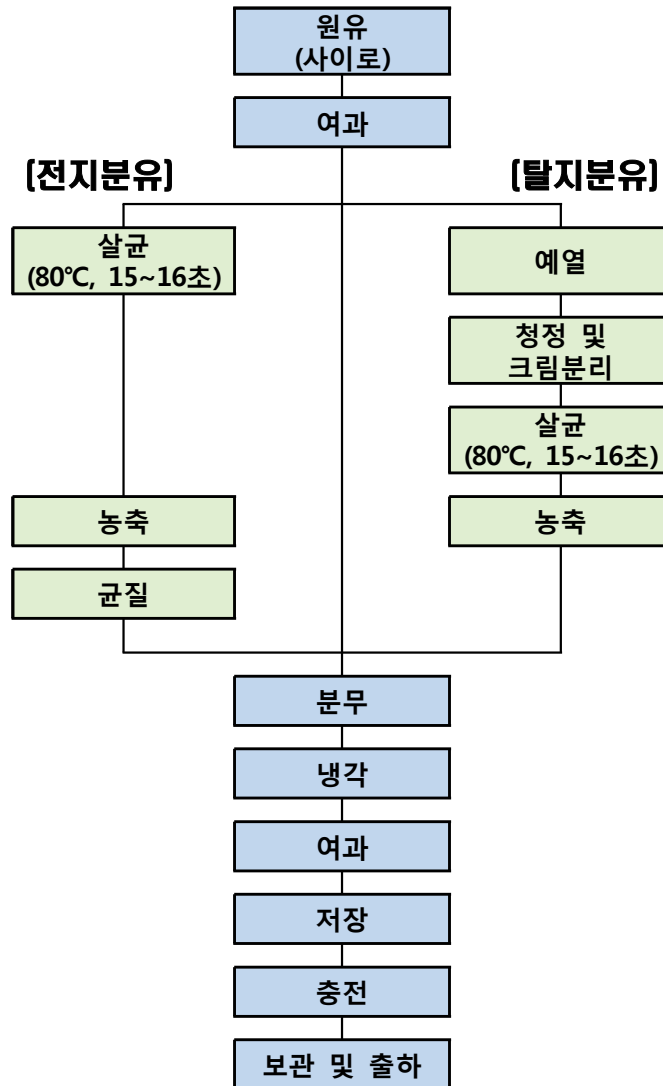 원유
(사이로)
여과
[전지분유]
[탈지분유]
살균
(80℃, 15~16초)
예열
청정 및
크림분리
살균
(80℃, 15~16초)
농축
농축
균질
분무
냉각
여과
저장
충전
보관 및 출하